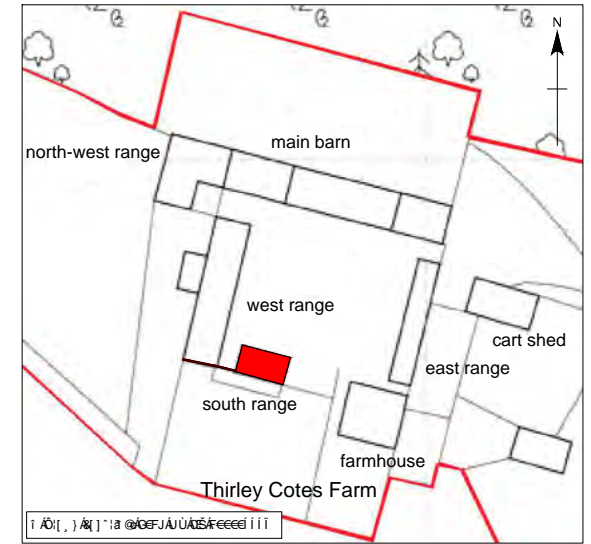 N
main barn
north-west range
west range
cart shed
east range
south range
farmhouse
Thirley Cotes Farm